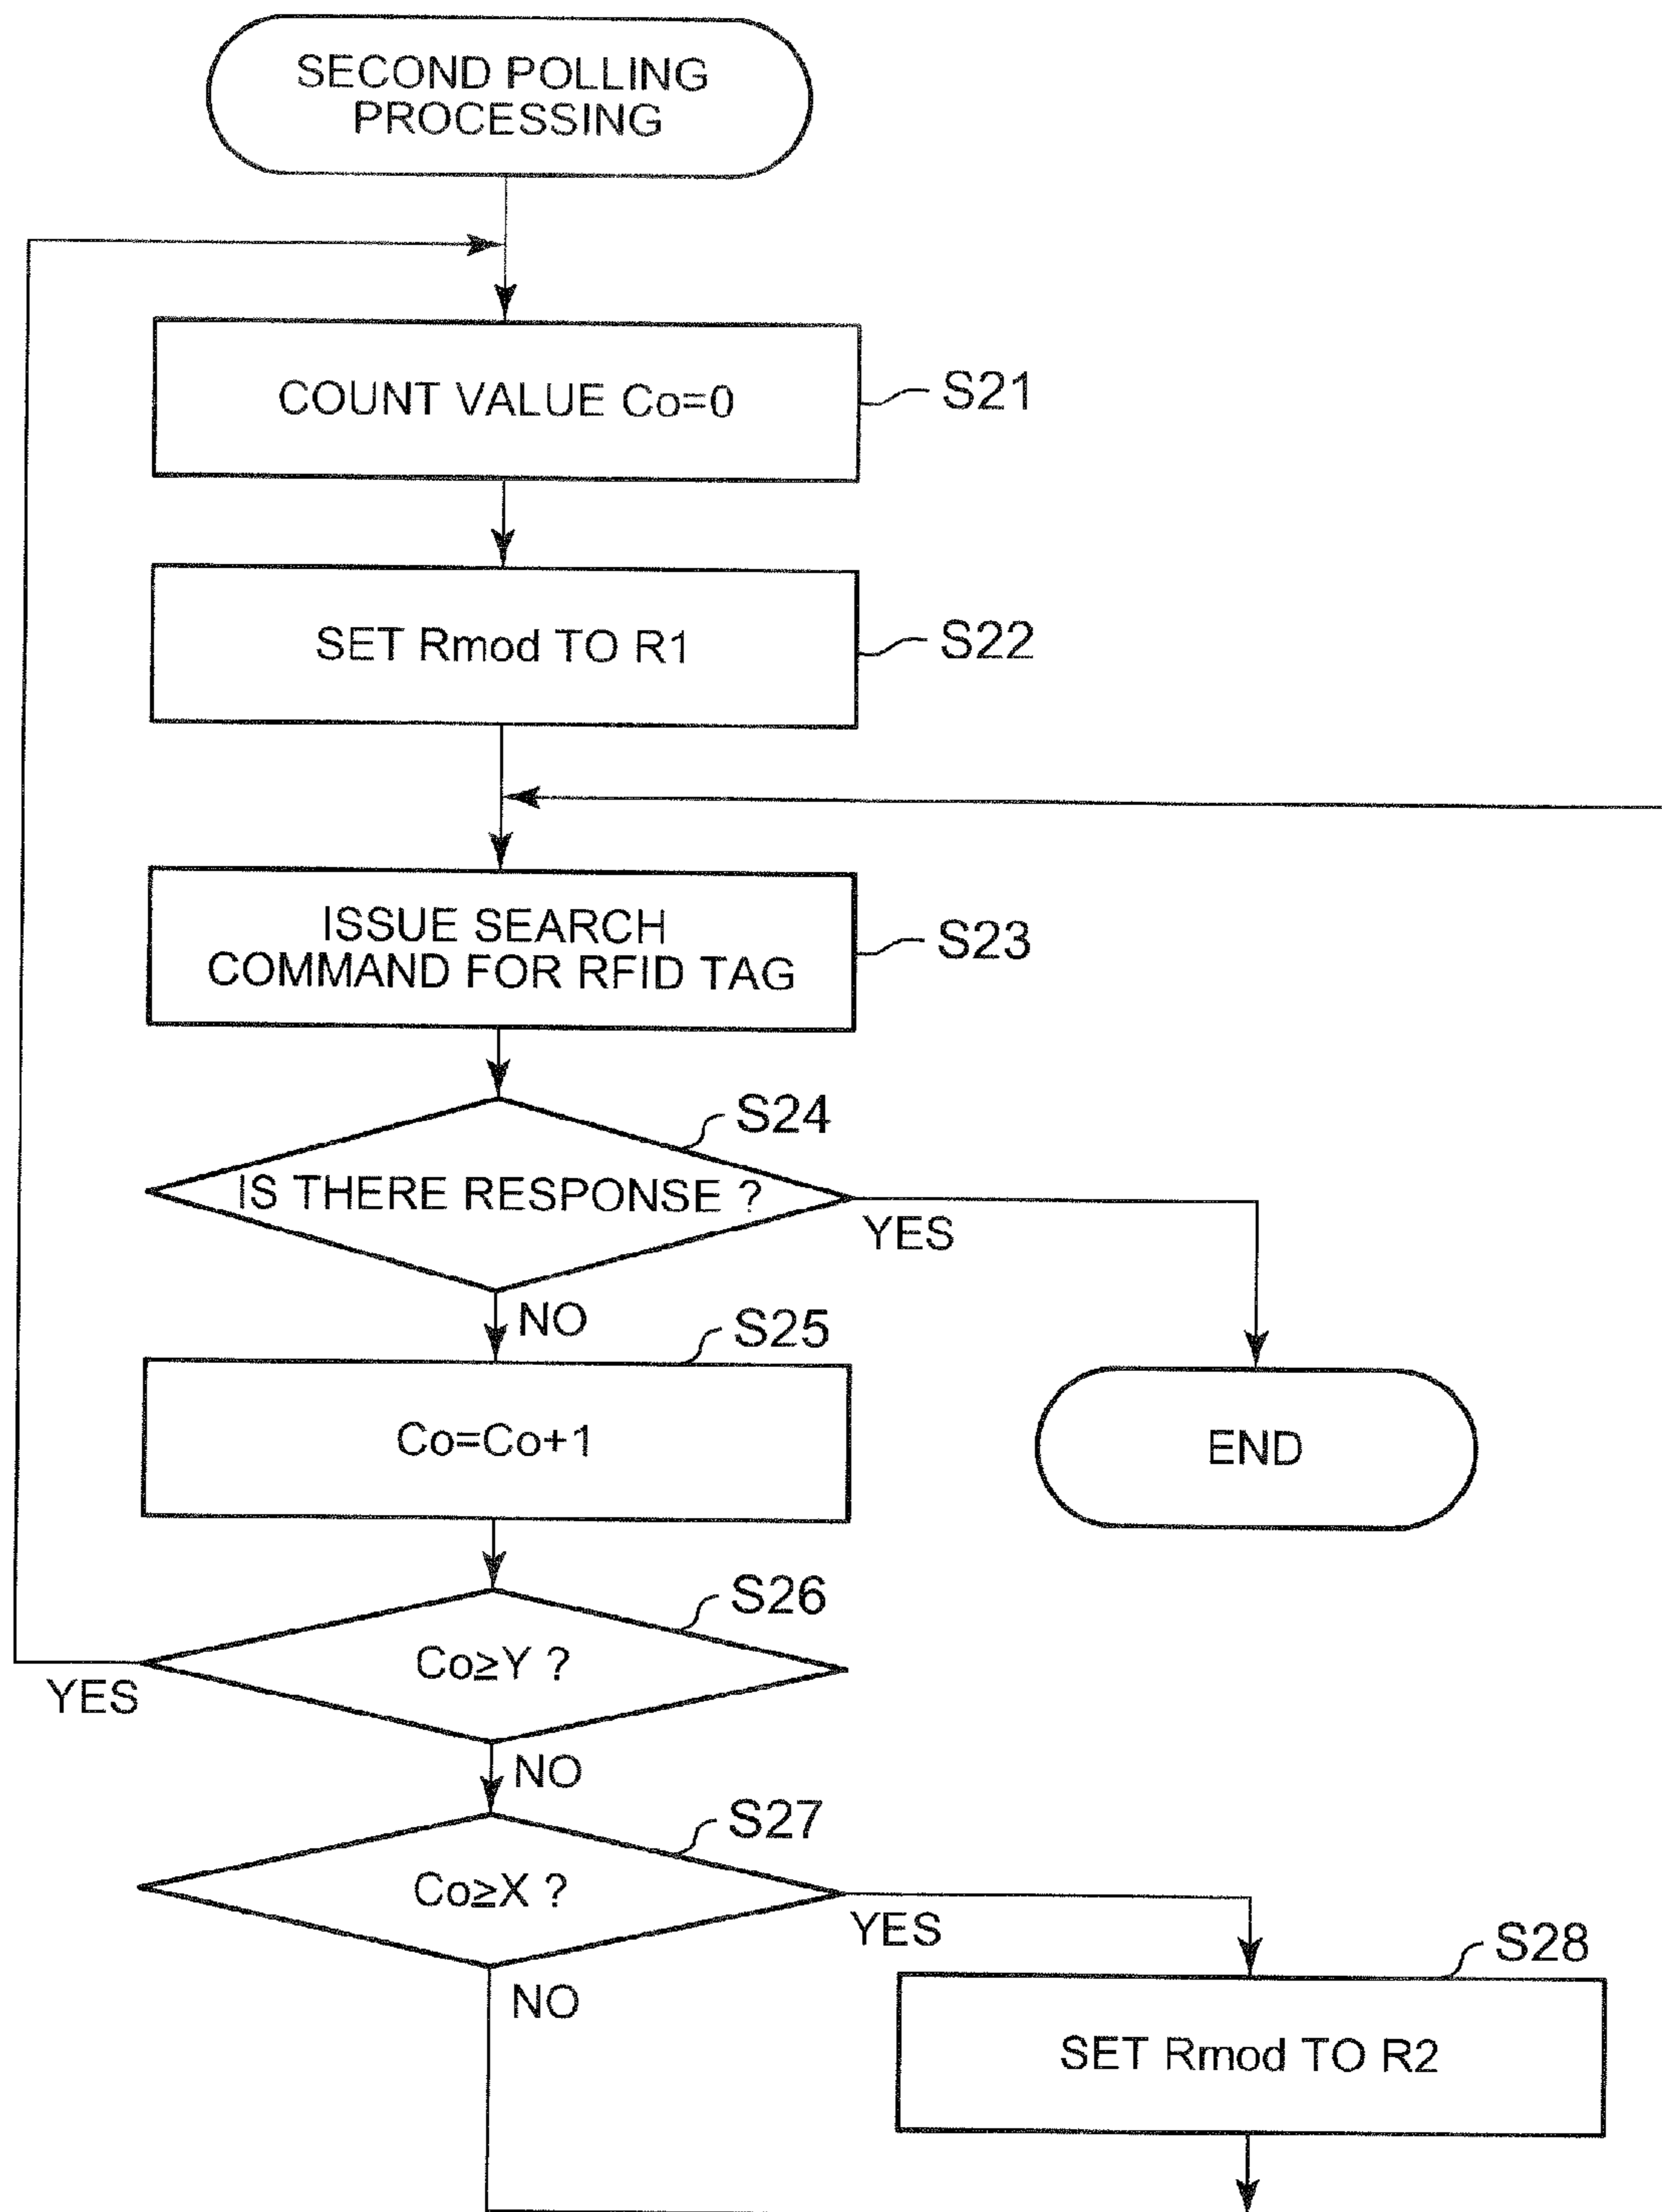 SECOND POLLING
PROCESSING
COUNT VALUE Co=0
S21
SET Rmod TO R1
S22
ISSUE SEARCH
COMMAND FOR RFID TAG
S23
S24
IS THERE RESPONSE ?
YES
NO
S25
Co=Co+1
END
S26
Co≥Y ?
YES
NO
S27
Co≥X ?
YES
NO
S28
SET Rmod TO R2